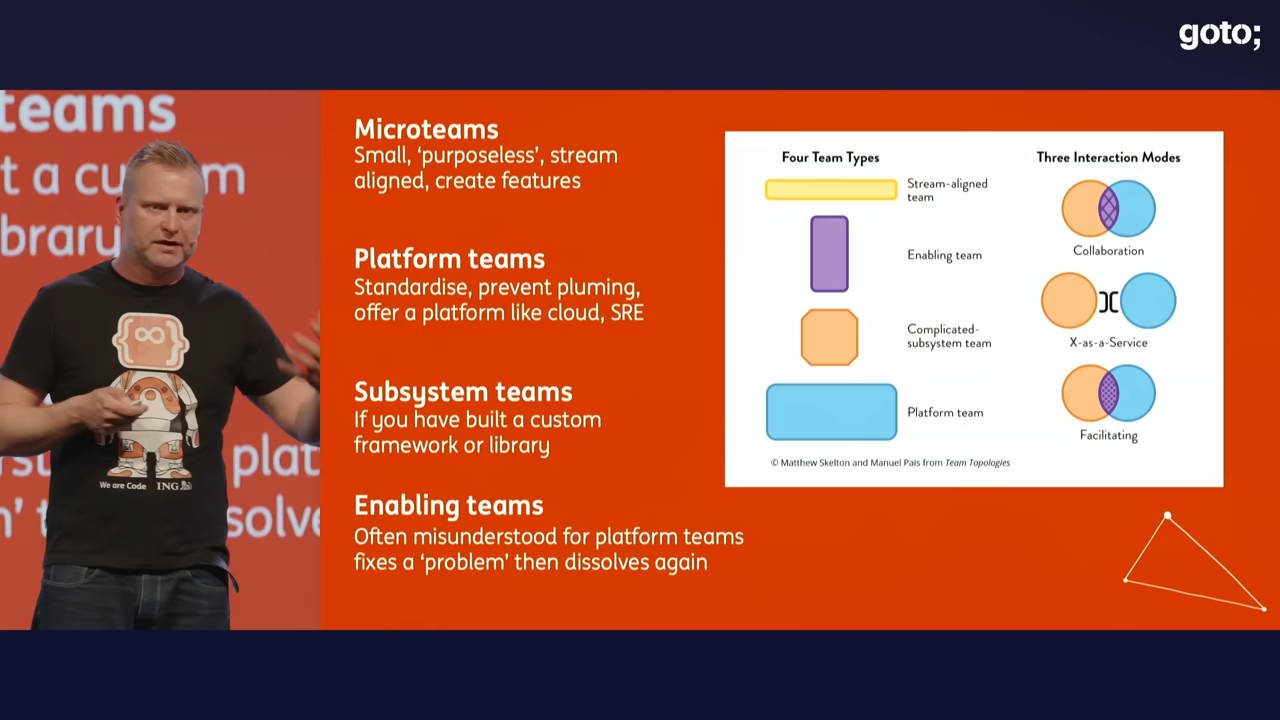 goto;
teams
t a cu m
brary
plat
solve
We are Code ING
Microteams
Small, ‘purposeless’, stream
aligned, create features
Platform teams
Standardise, prevent pluming,
offer a platform like cloud, SRE
Subsystem teams
If you have built a custom
framework or library
Enabling teams
Often misunderstood for platform teams
fixes a ‘problem’ then dissolves again
Four Team Types
Stream-aligned
team
Enabling team
Complicated-
subsystem team
Platform team
Three Interaction Modes
Collaboration
X-as-a-Service
Facilitating
© Matthew Skelton and Manuel Pais from Team Topologies